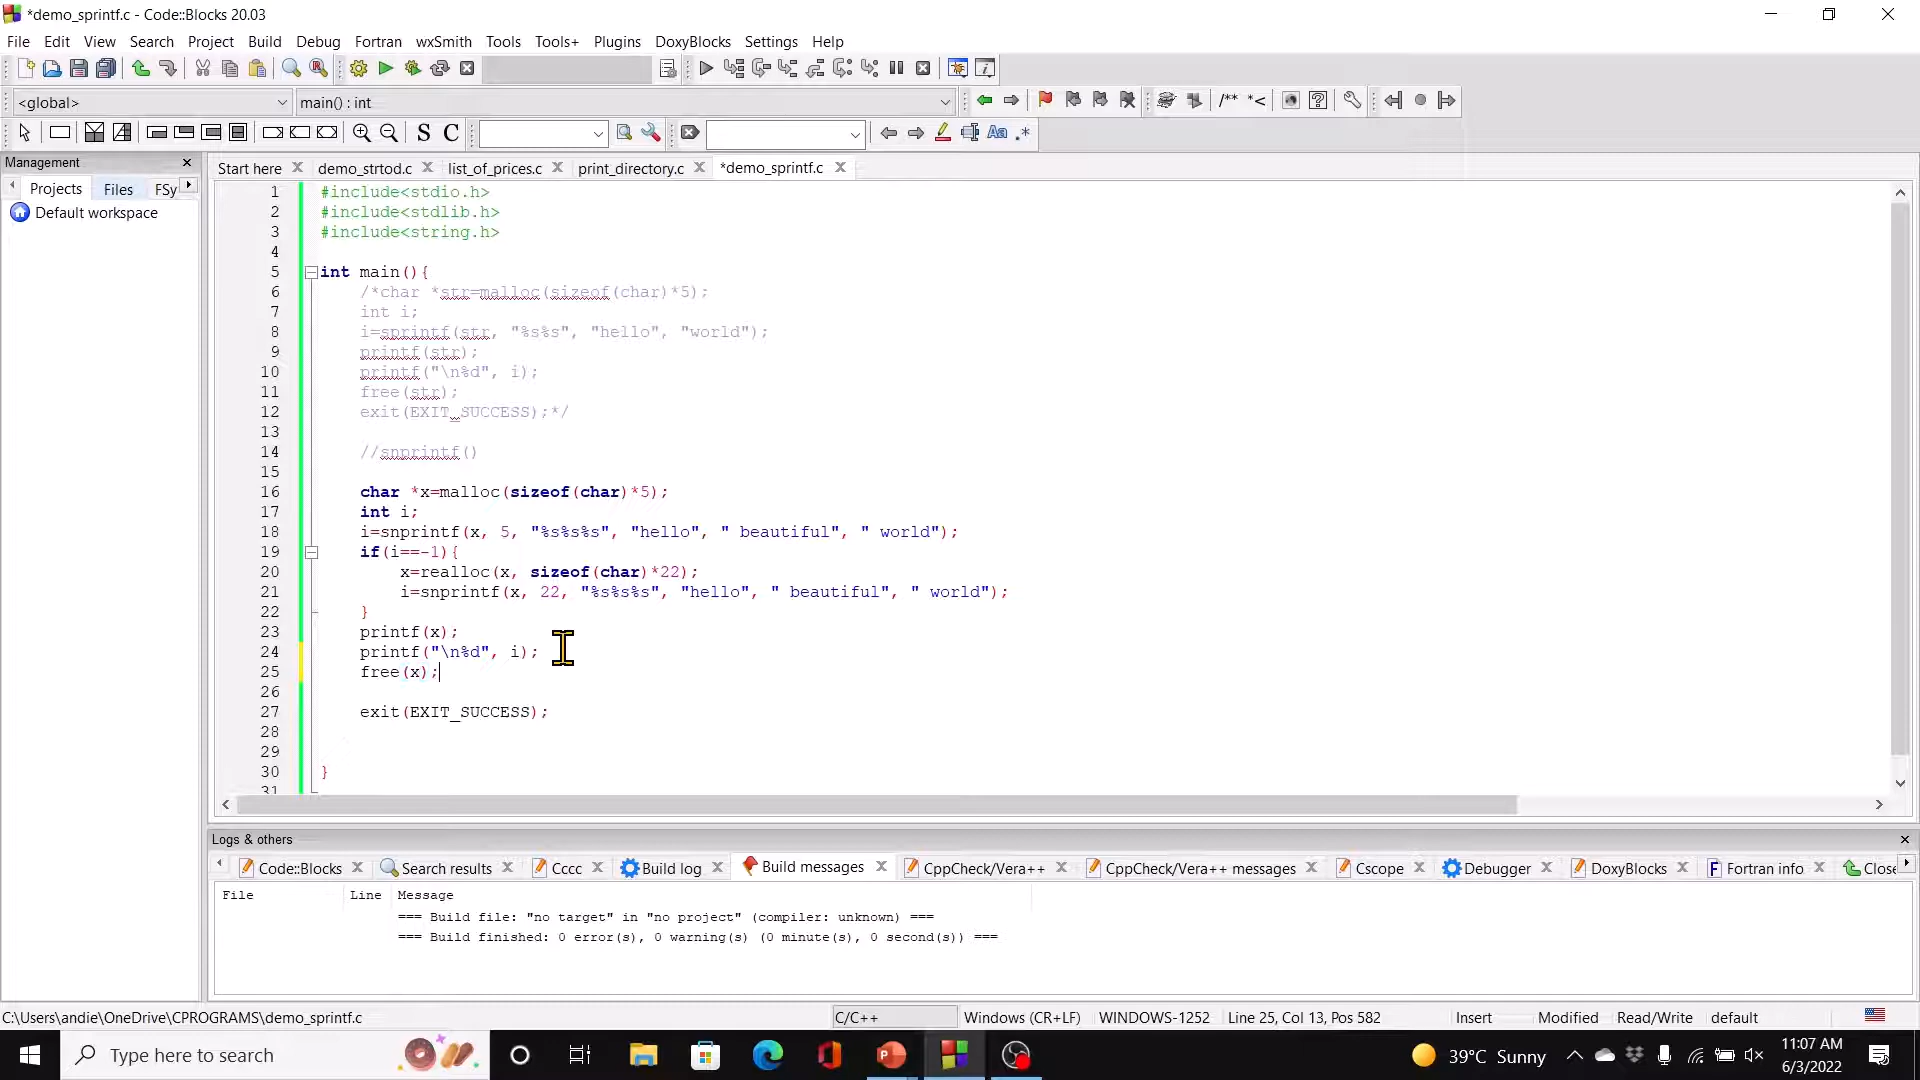 *demo_sprintf.c - Code::Blocks 20.03
File Edit View Search Project Build Debug Fortran wxSmith Tools Tools+ Plugins DoxyBlocks Settings Help
<global> main() : int
/** *<
S C Aa .*
Management
Projects Files FSy
Default workspace
Start here demo_strtod.c list_of_prices.c print_directory.c *demo_sprintf.c
1 #include<stdio.h>
2 #include<stdlib.h>
3 #include<string.h>
4
5 int main(){
6 /*char *str=malloc(sizeof(char)*5);
7 int i;
8 i=sprintf(str, "%s%s", "hello", "world");
9 printf(str);
10 printf("\n%d", i);
11 free(str);
12 exit(EXIT_SUCCESS);*/
13
14 //snprintf()
15
16 char *x=malloc(sizeof(char)*5);
17 int i;
18 i=snprintf(x, 5, "%s%s%s", "hello", " beautiful", " world");
19 if(i==-1){
20 x=realloc(x, sizeof(char)*22);
21 i=snprintf(x, 22, "%s%s%s", "hello", " beautiful", " world");
22 }
23 printf(x);
24 printf("\n%d", i);
25 free(x);
26
27 exit(EXIT_SUCCESS);
28
29
30 }
31
Logs & others
Code::Blocks Search results Cccc Build log Build messages CppCheck/Vera++ CppCheck/Vera++ messages Cscope Debugger DoxyBlocks Fortran info Close
File Line Message
=== Build file: "no target" in "no project" (compiler: unknown) ===
=== Build finished: 0 error(s), 0 warning(s) (0 minute(s), 0 second(s)) ===
C:\Users\andie\OneDrive\CPROGRAMS\demo_sprintf.c C/C++ Windows (CR+LF) WINDOWS-1252 Line 25, Col 13, Pos 582 Insert Modified Read/Write default
Type here to search
39°C Sunny
11:07 AM
6/3/2022